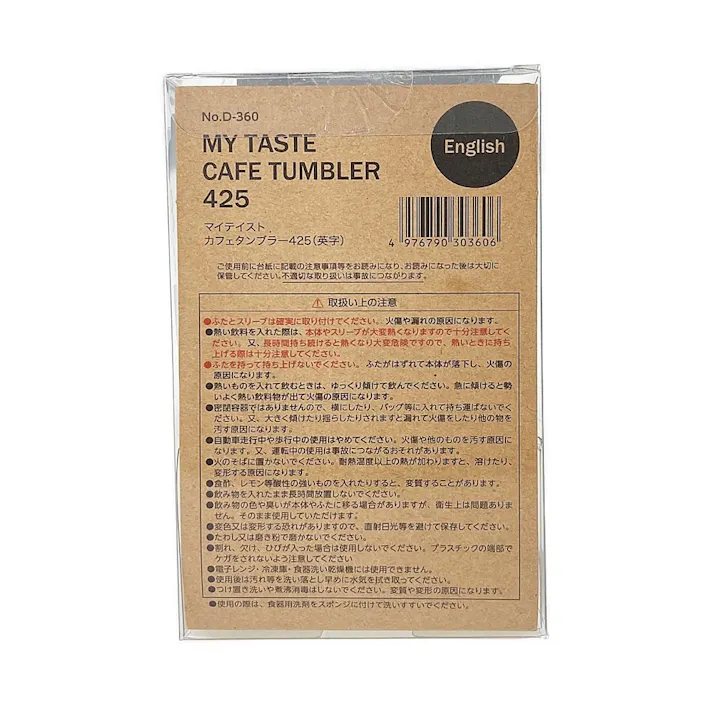 No.D-360
MY TASTE
CAFE TUMBLER
425
English
マイテイスト
カフェタンブラー425(英字)
4 976790 303606
ご使用前に台紙に記載の注意事項等をお読みになり、お読みになった後は大切に
保管してください。不適切な取り扱いは事故につながります。
⚠ 取扱い上の注意
●ふたとスリーブは確実に取り付けてください。火傷や漏れの原因になります。
●熱い飲料を入れた際は、本体やスリーブが大変熱くなりますので十分注意してく
ださい。又、長時間持ち続けると熱くなり大変危険ですので、熱いときに持ち
上げる際は十分注意してください。
●ふたを持って持ち上げないでください。ふたがはずれて本体が落下し、火傷の
原因になります。
●熱いものを入れて飲むときは、ゆっくり傾けて飲んでください。急に傾けると勢
いよく熱い飲料物が出て火傷の原因になります。
●密閉容器ではありませんので、横にしたり、バッグ等に入れて持ち運ばないでく
ださい。又、大きく傾けたり揺らしたりされますと漏れて火傷をしたり他の物を
汚す原因になります。
●自動車走行中や歩行中の使用はやめてください。火傷や他のものを汚す原因に
なります。又、運転中の使用は事故につながるおそれがあります。
●火のそばに置かないでください。耐熱温度以上の熱が加わりますと、溶けたり、
変形する原因になります。
●食酢、レモン等酸性の強いものを入れたりすると、変質することがあります。
●飲み物を入れたまま長時間放置しないでください。
●飲み物の色や臭いが本体やふたに移る場合がありますが、衛生上は問題ありま
せん。そのまま使用していただけます。
●変色又は変形する恐れがありますので、直射日光等を避けて保存してください。
●たわし又は磨き粉で磨かないでください。
●割れ、欠け、ひびが入った場合は使用しないでください。プラスチックの端部で
ケガをされないよう注意してください
●電子レンジ・冷凍庫・食器洗い乾燥機には使用できません。
●使用後は汚れ等を洗い落とし早めに水気を拭き取ってください。
●つけ置き洗いや煮沸消毒はしないでください。変質や変形の原因になります。
●使用の際は、食器用洗剤をスポンジに付けて洗いすすいでください。